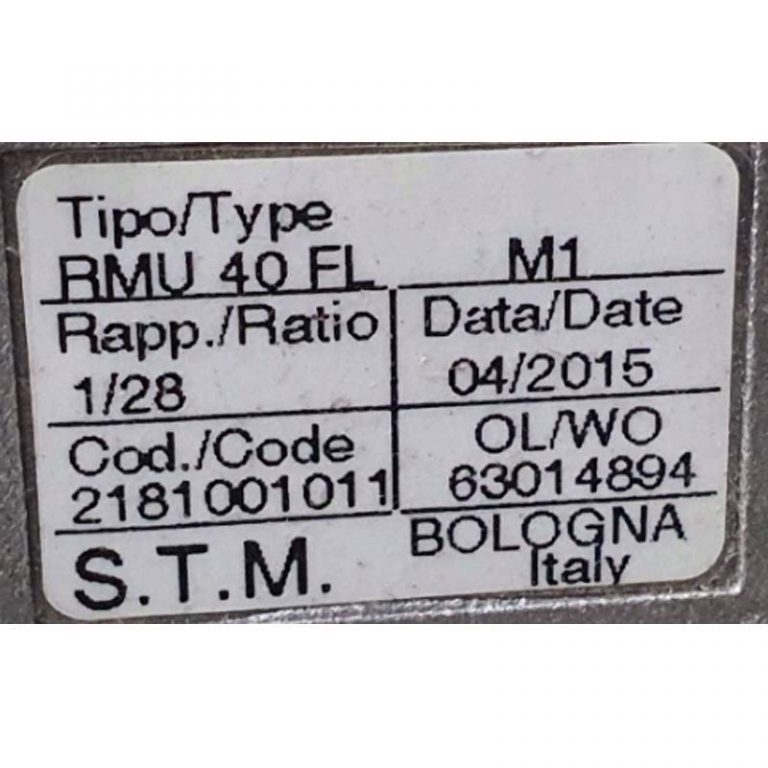 Tipo/Type
RMU 40 FL M1
Rapp./Ratio Data/Date
1/28 04/2015
Cod./Code OL/WO
2181001011 63014894
S.T.M. BOLOGNA
Italy